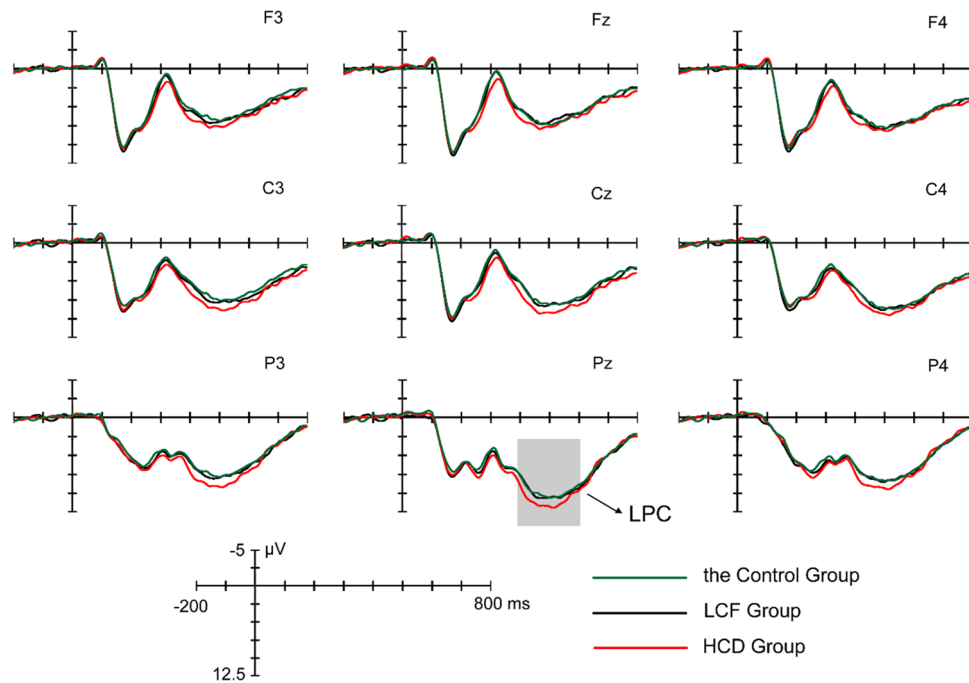 F3
Fz
F4
C3
Cz
C4
P3
Pz
P4
LPC
-5
µV
-200
800 ms
12.5
the Control Group
LCF Group
HCD Group